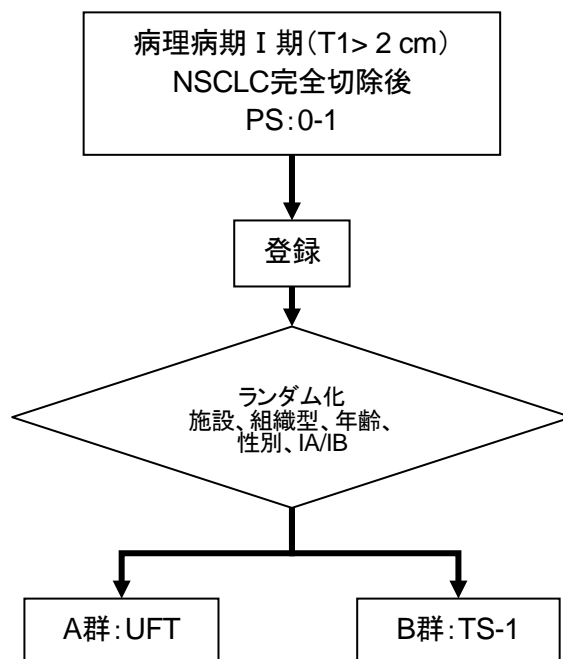 病理病期Ⅰ期(T1> 2 cm)
NSCLC完全切除後
PS:0-1
登録
ランダム化
施設、組織型、年齢、
性別、IA/IB
A群:UFT
B群:TS-1